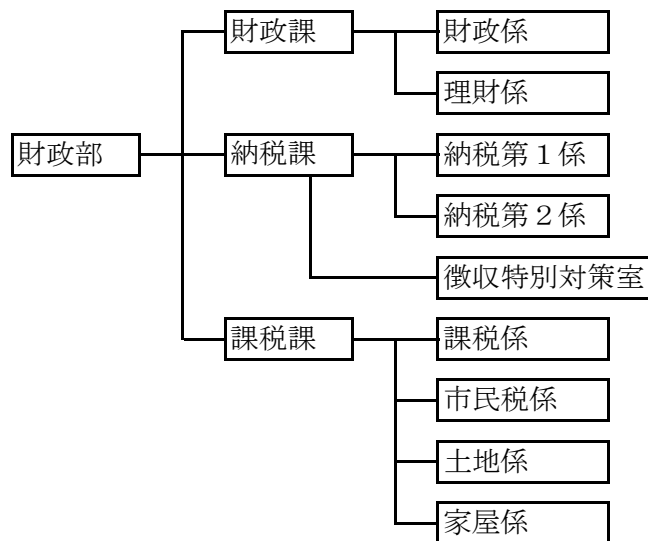 財政部
財政課
財政係
理財係
納税課
納税第１係
納税第２係
徴収特別対策室
課税課
課税係
市民税係
土地係
家屋係